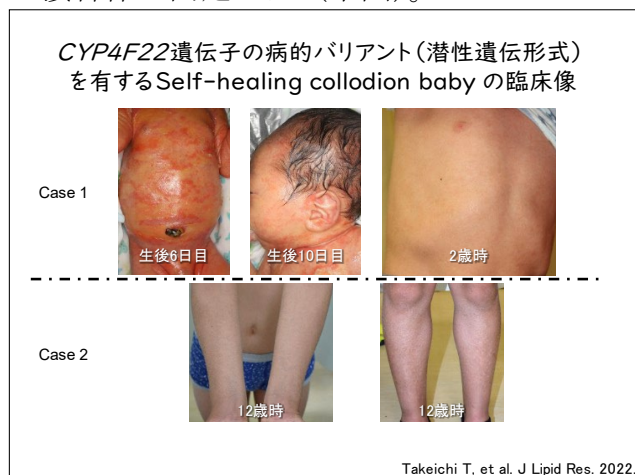 CYP4F22遺伝子の病的バリアント（潜性遺伝形式）
を有するSelf-healing collodion baby の臨床像
Case 1
生後6日目
生後10日目
2歳時
Case 2
12歳時
12歳時
Takeichi T, et al. J Lipid Res. 2022.